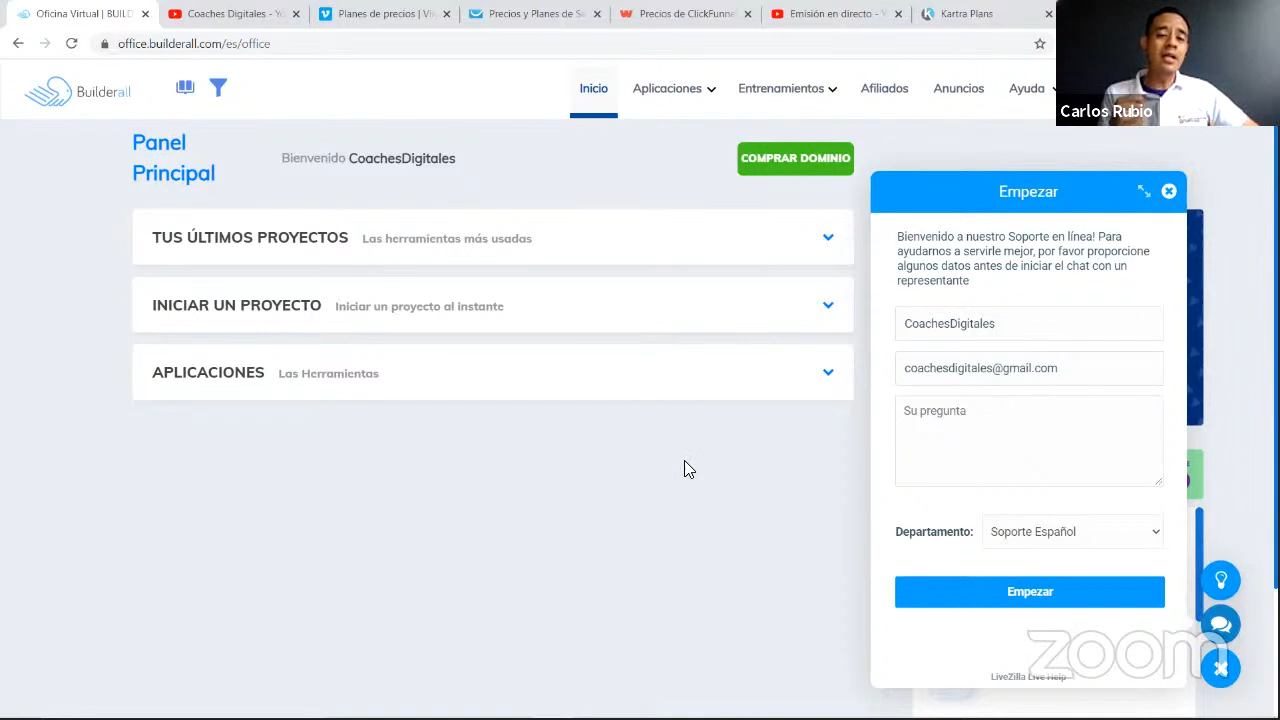 Oficina Virtual | BUILD
Coaches Digitales - Yo
Planes de precios | Vi
Precios y Planes de Se
Precios de ClickFunnel
Emisión en directo - Y
Kartra Plans
office.builderall.com/es/office
Builderall
Inicio
Aplicaciones
Entrenamientos
Afiliados
Anuncios
Ayuda
Carlos Rubio
Panel
Principal
Bienvenido CoachesDigitales
COMPRAR DOMINIO
TUS ÚLTIMOS PROYECTOS Las herramientas más usadas
INICIAR UN PROYECTO Iniciar un proyecto al instante
APLICACIONES Las Herramientas
Empezar
Bienvenido a nuestro Soporte en línea! Para
ayudarnos a servirle mejor, por favor proporcione
algunos datos antes de iniciar el chat con un
representante
CoachesDigitales
coachesdigitales@gmail.com
Su pregunta
Departamento: Soporte Español
Empezar
zoom
LiveZilla Live Help